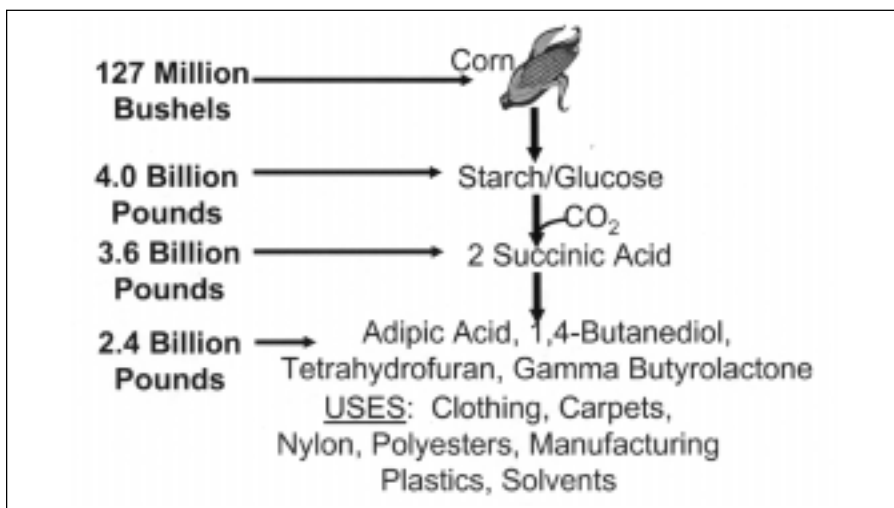 127 Million
Bushels
Corn
4.0 Billion
Pounds
Starch/Glucose
CO₂
3.6 Billion
Pounds
2 Succinic Acid
2.4 Billion
Pounds
Adipic Acid, 1,4-Butanediol,
Tetrahydrofuran, Gamma Butyrolactone
USES: Clothing, Carpets,
Nylon, Polyesters, Manufacturing
Plastics, Solvents